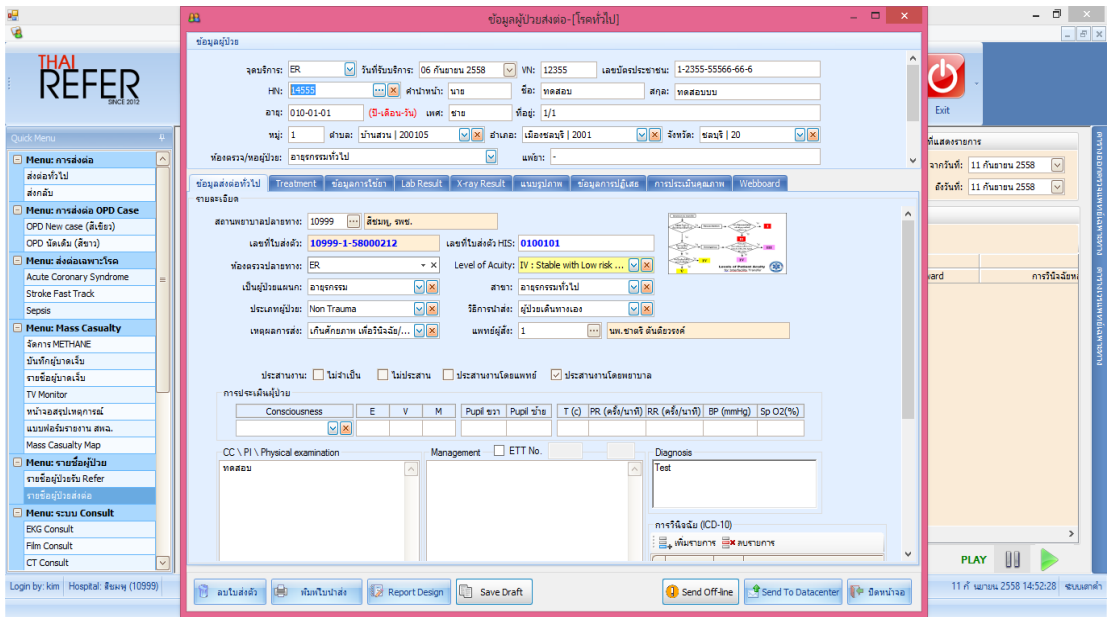 ข้อมูลผู้ป่วยส่งต่อ-[โรคทั่วไป]
THAI
REFER
SINCE 2012
Exit
Quick Menu
Menu: การส่งต่อ
ส่งต่อทั่วไป
ส่งกลับ
Menu: การส่งต่อ OPD Case
OPD New case (สีเขียว)
OPD นัดเดิม (สีขาว)
Menu: ส่งต่อเฉพาะโรค
Acute Coronary Syndrome
Stroke Fast Track
Sepsis
Menu: Mass Casualty
จัดการ METHANE
บันทึกผู้บาดเจ็บ
รายชื่อผู้บาดเจ็บ
TV Monitor
หน้าจอสรุปเหตุการณ์
แบบฟอร์มรายงาน สพฉ.
Mass Casualty Map
Menu: รายชื่อผู้ป่วย
รายชื่อผู้ป่วยรับ Refer
รายชื่อผู้ป่วยส่งต่อ
Menu: ระบบ Consult
EKG Consult
Film Consult
CT Consult
Login by: kim Hospital: สีชมพู (10999)
ข้อมูลผู้ป่วย
จุดบริการ: ER วันที่รับบริการ: 06 กันยายน 2558 VN: 12355 เลขบัตรประชาชน: 1-2355-55566-66-6
HN: 14555 คำนำหน้า: นาย ชื่อ: ทดสอบ สกุล: ทดสอบบบ
อายุ: 010-01-01 (ปี-เดือน-วัน) เพศ: ชาย ที่อยู่: 1/1
หมู่: 1 ตำบล: บ้านสวน | 200105 อำเภอ: เมืองชลบุรี | 2001 จังหวัด: ชลบุรี | 20
ห้องตรวจ/หอผู้ป่วย: อายุรกรรมทั่วไป แพ้ยา: -
ข้อมูลส่งต่อทั่วไป Treatment ข้อมูลการใช้ยา Lab Result X-ray Result แนบรูปภาพ ข้อมูลการปฏิเสธ การประเมินคุณภาพ Webboard
รายละเอียด
สถานพยาบาลปลายทาง: 10999 สีชมพู, รพช.
เลขที่ใบส่งตัว: 10999-1-58000212 เลขที่ใบส่งตัว HIS: 0100101
ห้องตรวจปลายทาง: ER Level of Acuity: IV : Stable with Low risk ...
เป็นผู้ป่วยแผนก: อายุรกรรม สาขา: อายุรกรรมทั่วไป
ประเภทผู้ป่วย: Non Trauma วิธีการนำส่ง: ผู้ป่วยเดินทางเอง
เหตุผลการส่ง: เกินศักยภาพ เพื่อวินิจฉัย/... แพทย์ผู้สั่ง: 1 นพ.ชาตรี ตันติยวรงค์
ประสานงาน: ไม่จำเป็น ไม่ประสาน ประสานงานโดยแพทย์ ประสานงานโดยพยาบาล
การประเมินผู้ป่วย
Consciousness E V M Pupil ขวา Pupil ซ้าย T (c) PR (ครั้ง/นาที) RR (ครั้ง/นาที) BP (mmHg) Sp O2(%)
CC \ PI \ Physical examination Management ETT No. Diagnosis
ทดสอบ Test
การวินิจฉัย (ICD-10)
เพิ่มรายการ ลบรายการ
ลบใบส่งตัว พิมพ์ใบนำส่ง Report Design Save Draft Send Off-line Send To Datacenter ปิดหน้าจอ
ที่แสดงรายการ
จากวันที่: 11 กันยายน 2558
ถึงวันที่: 11 กันยายน 2558
ward การวินิจฉัยหล
PLAY
11 กันยายน 2558 14:52:28